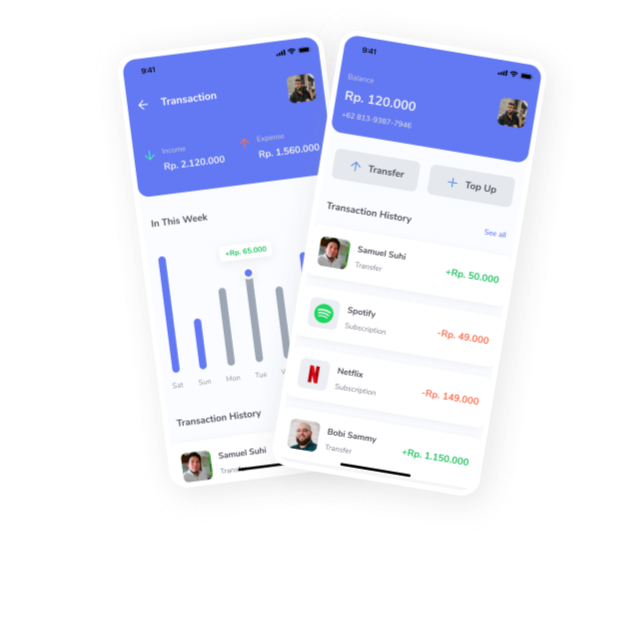 9:41
Transaction
Income
Rp. 2.120.000
Expense
Rp. 1.560.000
In This Week
+Rp. 65.000
Sat Sun Mon Tue
Transaction History
Samuel Suhi
9:41
Balance
Rp. 120.000
+62 813-9387-7946
Transfer
Top Up
Transaction History
See all
Samuel Suhi
Transfer
+Rp. 50.000
Spotify
Subscription
-Rp. 49.000
Netflix
Subscription
-Rp. 149.000
Bobi Sammy
Transfer
+Rp. 1.150.000